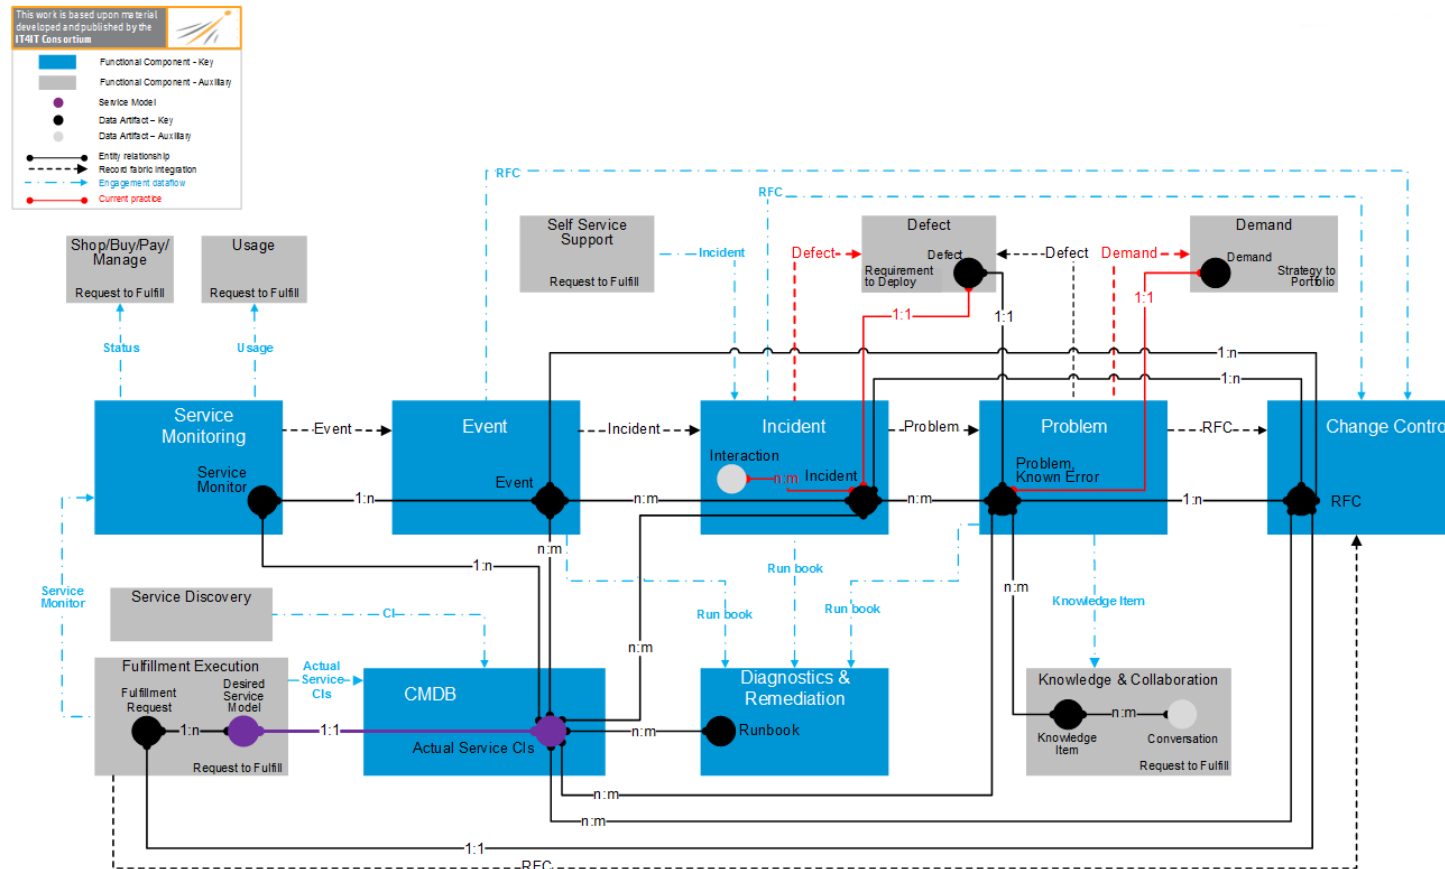 This work is based upon material
developed and published by the
IT4IT Consortium
Functional Component - Key
Functional Component - Auxiliary
Service Model
Data Artifact – Key
Data Artifact – Auxiliary
Entity relationship
Record fabric integration
Engagement dataflow
Current practice
RFC
RFC
Shop/Buy/Pay/
Manage
Request to Fulfill
Usage
Request to Fulfill
Self Service
Support
Request to Fulfill
Incident
Defect
Defect
Defect
Requirement
to Deploy
Defect
Demand
Demand
Demand
Strategy to
Portfolio
Status
Usage
1:1
1:1
1:1
1:n
1:n
Service
Monitoring
Service
Monitor
Event
Event
Event
Incident
Incident
Interaction
n:m
Incident
Problem
Problem
Problem,
Known Error
RFC
Change Contro
RFC
1:n
n:m
n:m
1:n
n:m
1:n
Service
Monitor
Service Discovery
CI
Run book
Run book
Run book
n:m
Knowledge Item
n:m
Fulfillment Execution
Fulfillment
Request
1:n
Desired
Service
Model
Request to Fulfill
Actual
Service
CIs
1:1
CMDB
Actual Service CIs
n:m
Diagnostics &
Remediation
Runbook
Knowledge & Collaboration
n:m
Knowledge
Item
Conversation
Request to Fulfill
n:m
n:m
1:1
RFC